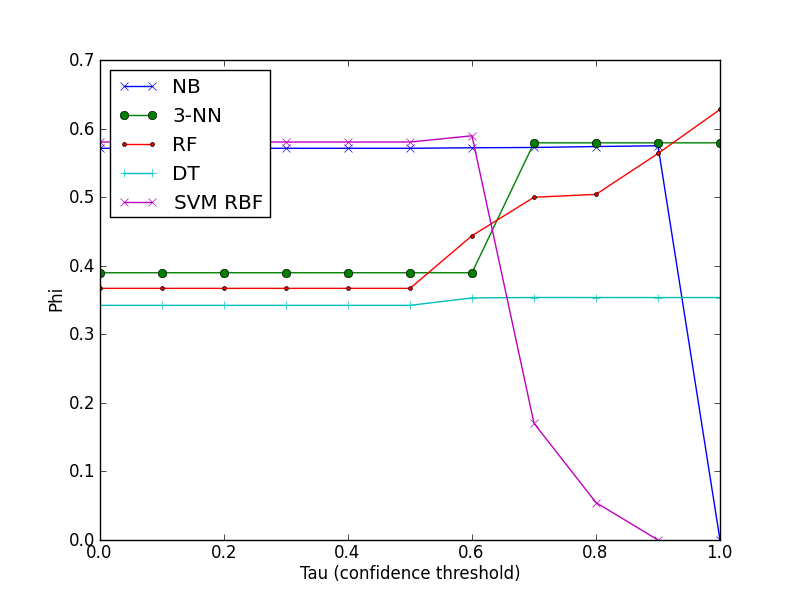 0.7
0.6
0.5
0.4
0.3
0.2
0.1
0.0
Phi
NB
3-NN
RF
DT
SVM RBF
0.0 0.2 0.4 0.6 0.8 1.0
Tau (confidence threshold)